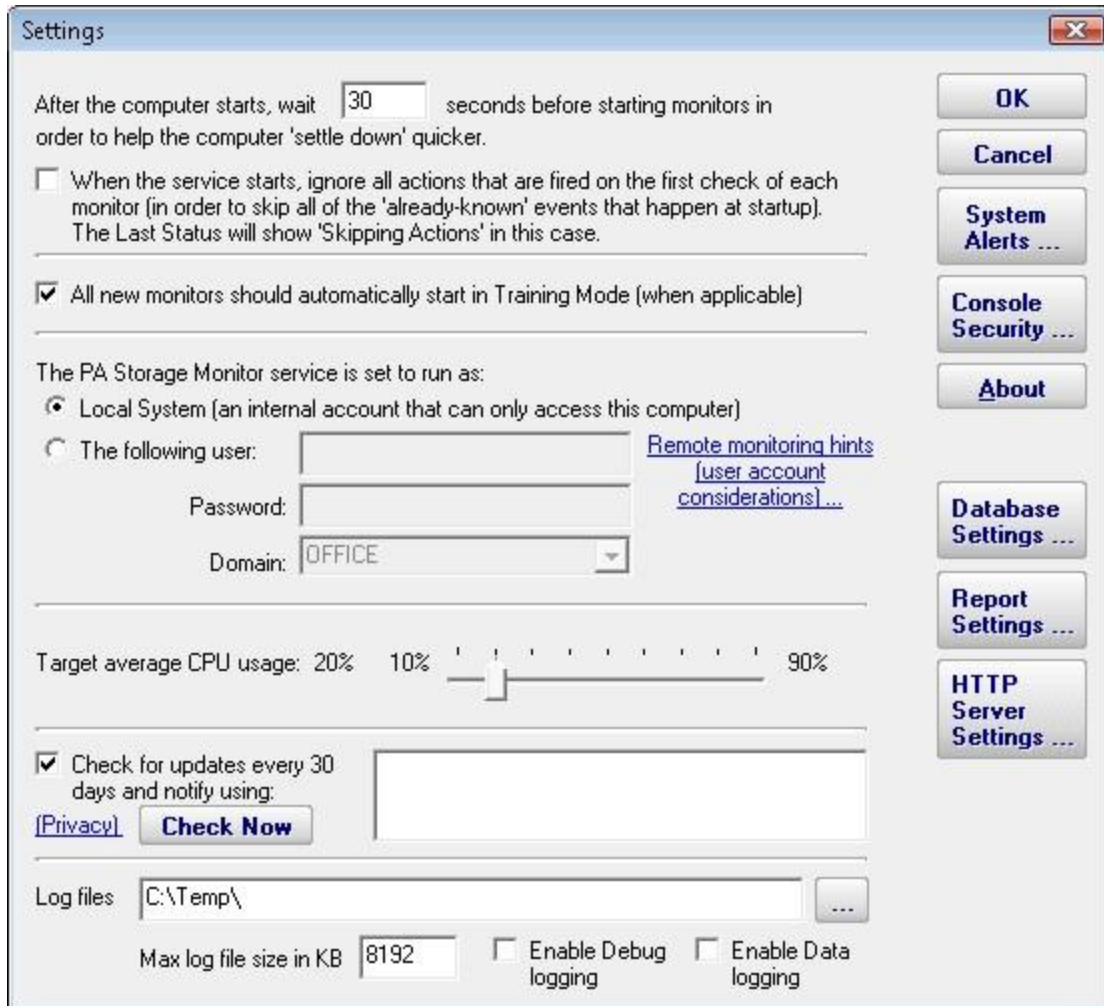 Settings
After the computer starts, wait 30 seconds before starting monitors in
order to help the computer 'settle down' quicker.
When the service starts, ignore all actions that are fired on the first check of each
monitor (in order to skip all of the 'already-known' events that happen at startup).
The Last Status will show 'Skipping Actions' in this case.
All new monitors should automatically start in Training Mode (when applicable)
The PA Storage Monitor service is set to run as:
Local System (an internal account that can only access this computer)
The following user:
Remote monitoring hints
(user account
considerations) ...
Password:
Domain: OFFICE
Target average CPU usage: 20% 10% 90%
Check for updates every 30
days and notify using:
(Privacy) Check Now
Log files C:\Temp\ ...
Max log file size in KB 8192
Enable Debug
logging
Enable Data
logging
OK
Cancel
System
Alerts ...
Console
Security ...
About
Database
Settings ...
Report
Settings ...
HTTP
Server
Settings ...